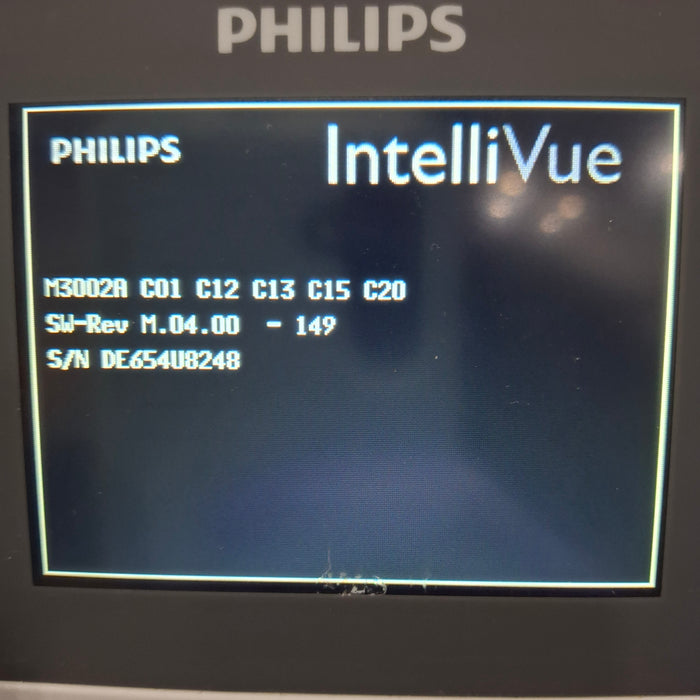 PHILIPS
PHILIPS IntelliVue
M3002A C01 C12 C13 C15 C20
SW-Rev M.04.00 - 149
S/N DE654U8248